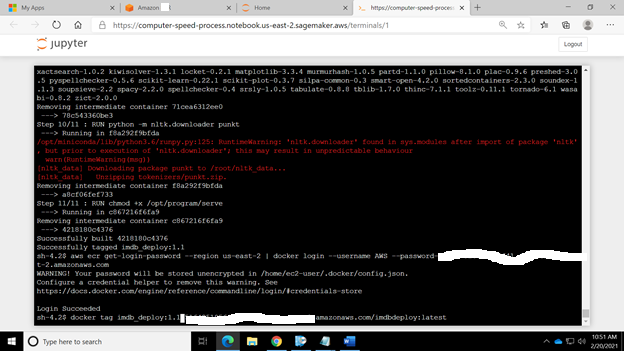 My Apps
Amazon
Home
https://computer-speed-proces
https://computer-speed-process.notebook.us-east-2.sagemaker.aws/terminals/1
jupyter
Logout
xactsearch-1.0.2 kiwisolver-1.3.1 locket-0.2.1 matplotlib-3.3.4 murmurhash-1.0.5 partd-1.1.0 pillow-8.1.0 plac-0.9.6 preshed-3.0
.5 pyspellchecker-0.5.6 scikit-learn-0.22.1 scikit-plot-0.3.7 silpa-common-0.3 smart-open-4.2.0 sortedcontainers-2.3.0 soundex-1
.1.3 soupsieve-2.2 spacy-2.2.0 spellchecker-0.4 srsly-1.0.5 tabulate-0.8.8 tblib-1.7.0 thinc-7.1.1 toolz-0.11.1 tornado-6.1 wasa
bi-0.8.2 zict-2.0.0
Removing intermediate container 71cea6312ee0
---> 78c543360be3
Step 10/11 : RUN python -m nltk.downloader punkt
---> Running in f8a292f9bfda
/opt/miniconda/lib/python3.6/runpy.py:125: RuntimeWarning: 'nltk.downloader' found in sys.modules after import of package 'nltk'
, but prior to execution of 'nltk.downloader'; this may result in unpredictable behaviour
warn(RuntimeWarning(msg))
[nltk_data] Downloading package punkt to /root/nltk_data...
[nltk_data] Unzipping tokenizers/punkt.zip.
Removing intermediate container f8a292f9bfda
---> a8cf06fef733
Step 11/11 : RUN chmod +x /opt/program/serve
---> Running in c867216f6fa9
Removing intermediate container c867216f6fa9
---> 4218180c4376
Successfully built 4218180c4376
Successfully tagged imdb_deploy:1.1
sh-4.2$ aws ecr get-login-password --region us-east-2 | docker login --username AWS --password-
t-2.amazonaws.com
WARNING! Your password will be stored unencrypted in /home/ec2-user/.docker/config.json.
Configure a credential helper to remove this warning. See
https://docs.docker.com/engine/reference/commandline/login/#credentials-store
Login Succeeded
sh-4.2$ docker tag imdb_deploy:1.1 amazonaws.com/imdbdeploy:latest
Type here to search
10:51 AM
2/20/2021